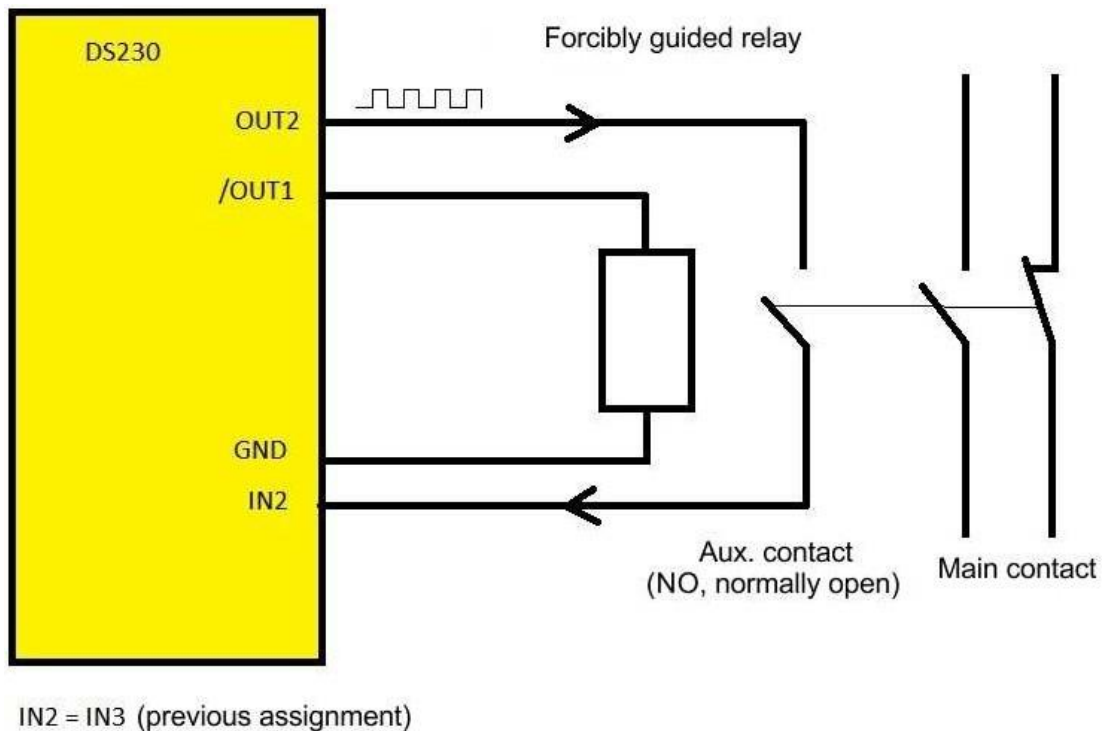 DS230
Forcibly guided relay
OUT2
/OUT1
GND
IN2
Aux. contact
(NO, normally open)
Main contact
IN2 = IN3 (previous assignment)